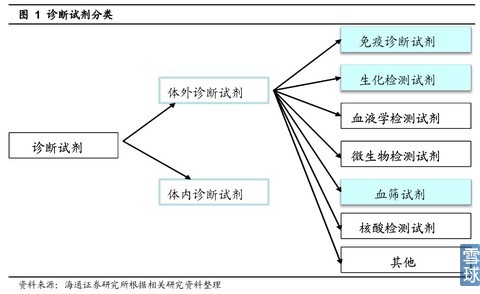 图 1 诊断试剂分类
免疫诊断试剂
体外诊断试剂
生化检测试剂
血液学检测试剂
诊断试剂
微生物检测试剂
体内诊断试剂
血筛试剂
核酸检测试剂
其他
雪球
资料来源：海通证券研究所根据相关研究资料整理